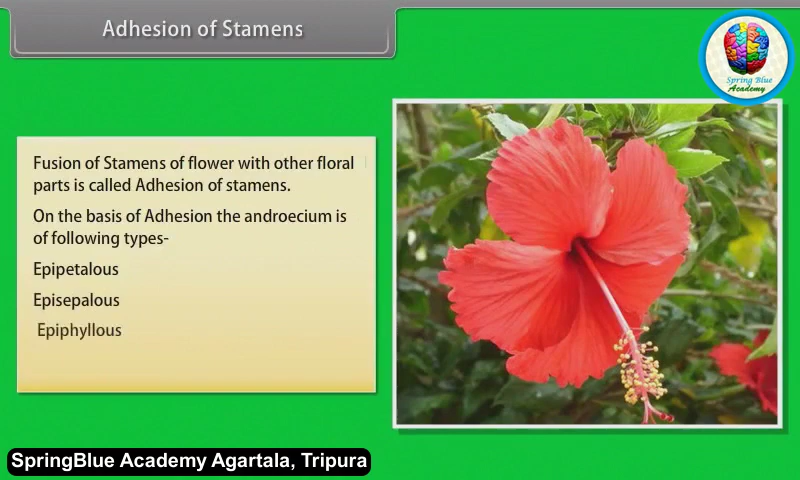 Adhesion of Stamens
Spring Blue
Academy
Fusion of Stamens of flower with other floral
parts is called Adhesion of stamens.
On the basis of Adhesion the androecium is
of following types-
Epipetalous
Episepalous
Epiphyllous
SpringBlue Academy Agartala, Tripura